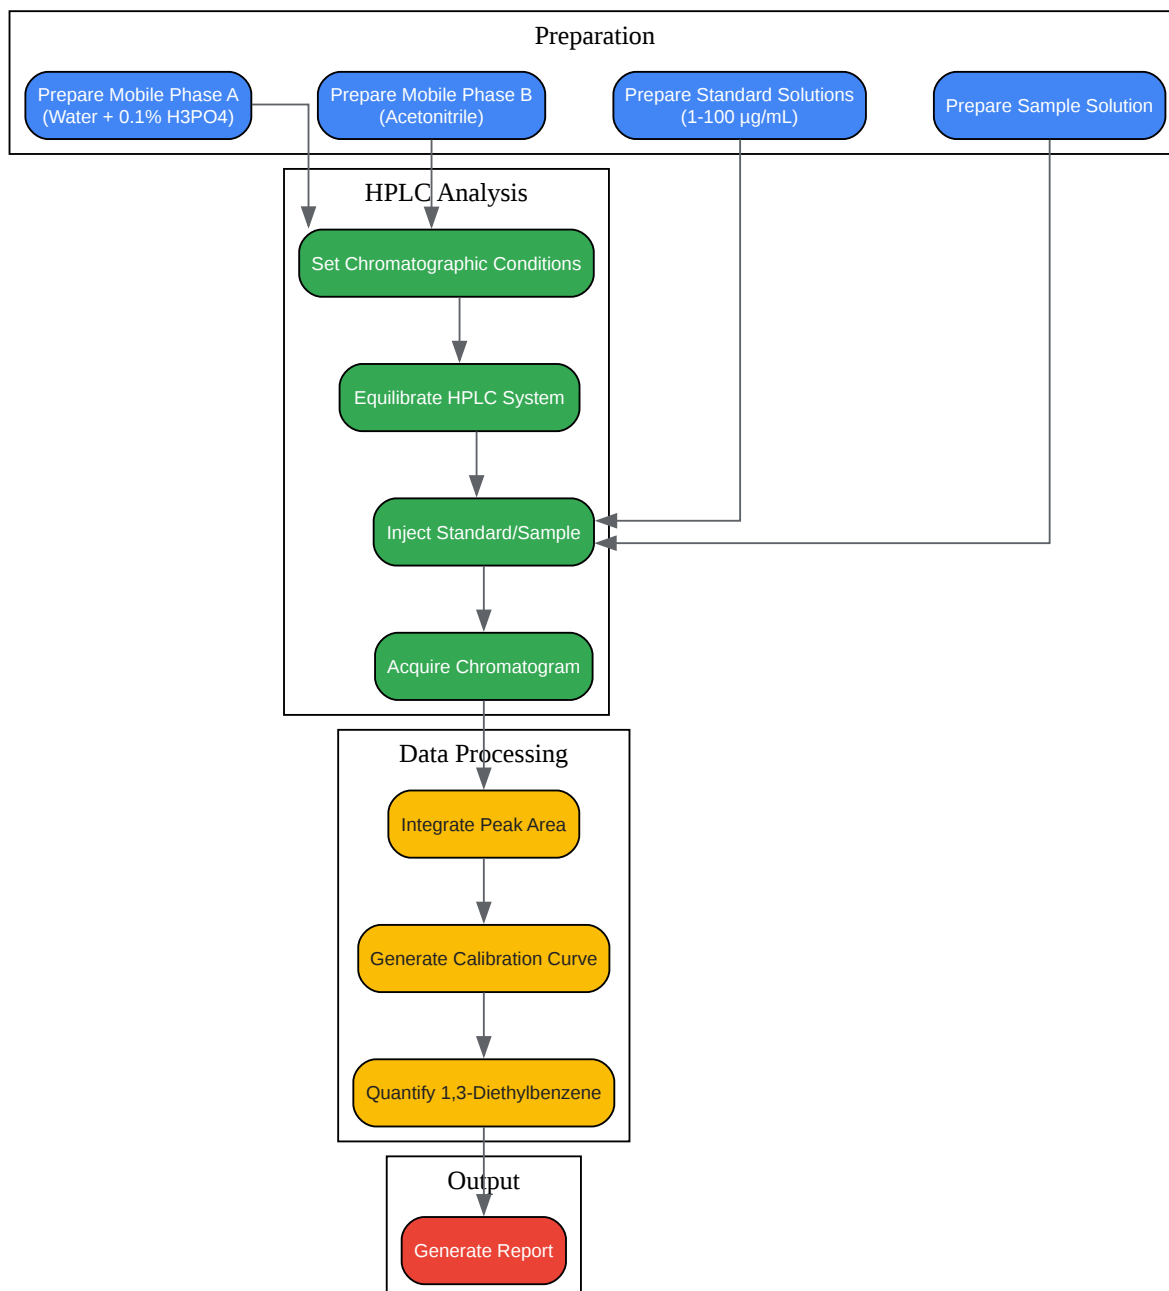 Preparation
Prepare Mobile Phase A
(Water + 0.1% H3PO4)
Prepare Mobile Phase B
(Acetonitrile)
Prepare Standard Solutions
(1-100 µg/mL)
Prepare Sample Solution
HPLC Analysis
Set Chromatographic Conditions
Equilibrate HPLC System
Inject Standard/Sample
Acquire Chromatogram
Data Processing
Integrate Peak Area
Generate Calibration Curve
Quantify 1,3-Diethylbenzene
Output
Generate Report